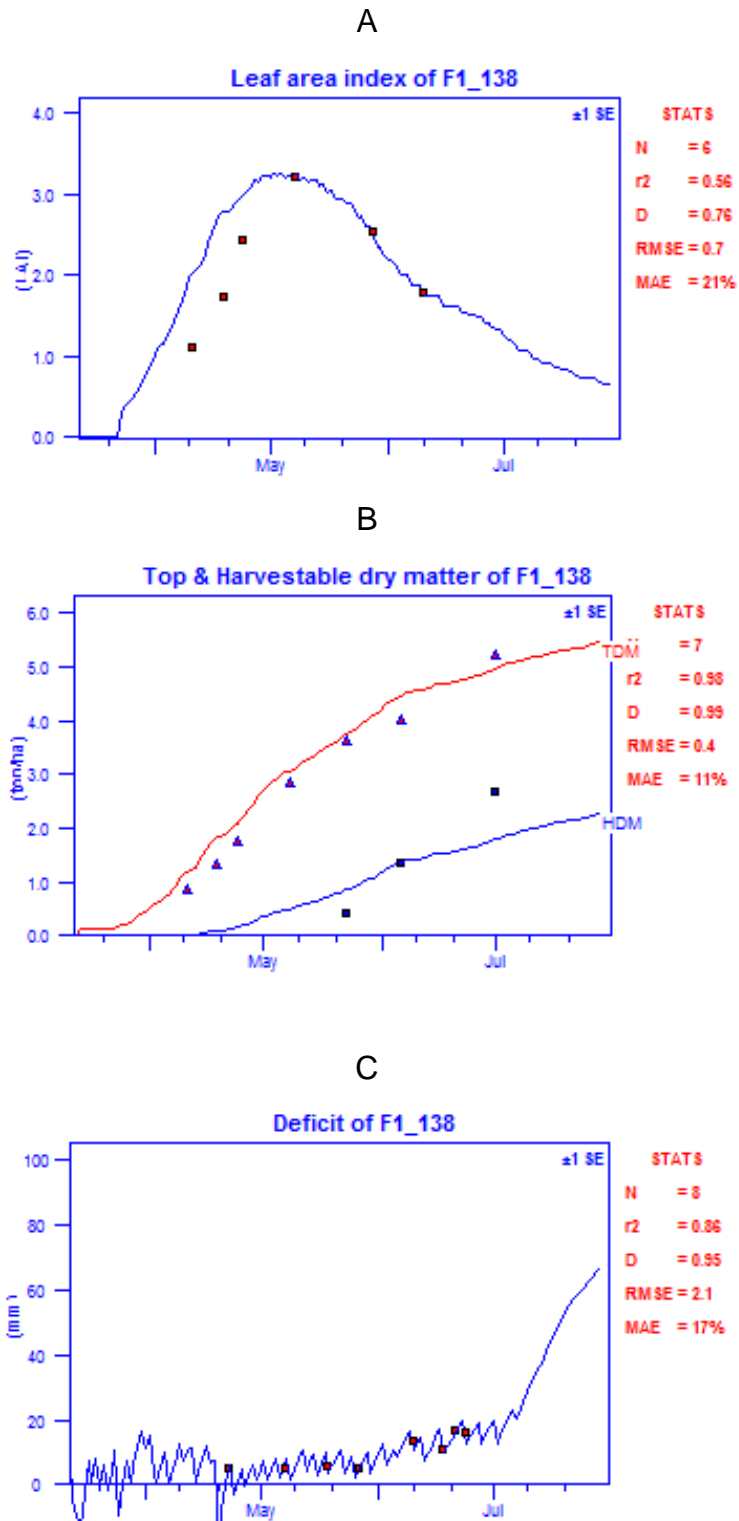 A
Leaf area index of F1_138
±1 SE
STATS
N = 6
r2 = 0.56
D = 0.76
RMSE = 0.7
MAE = 21%
4.0
3.0
2.0
1.0
0.0
(LAI)
May
Jul
B
Top & Harvestable dry matter of F1_138
±1 SE
STATS
= 7
r2 = 0.98
D = 0.99
RMSE = 0.4
MAE = 11%
6.0
5.0
4.0
3.0
2.0
1.0
0.0
(ton/ha)
TDM
HDM
May
Jul
C
Deficit of F1_138
±1 SE
STATS
N = 8
r2 = 0.86
D = 0.95
RMSE = 2.1
MAE = 17%
100
80
60
40
20
0
(mm)
May
Jul